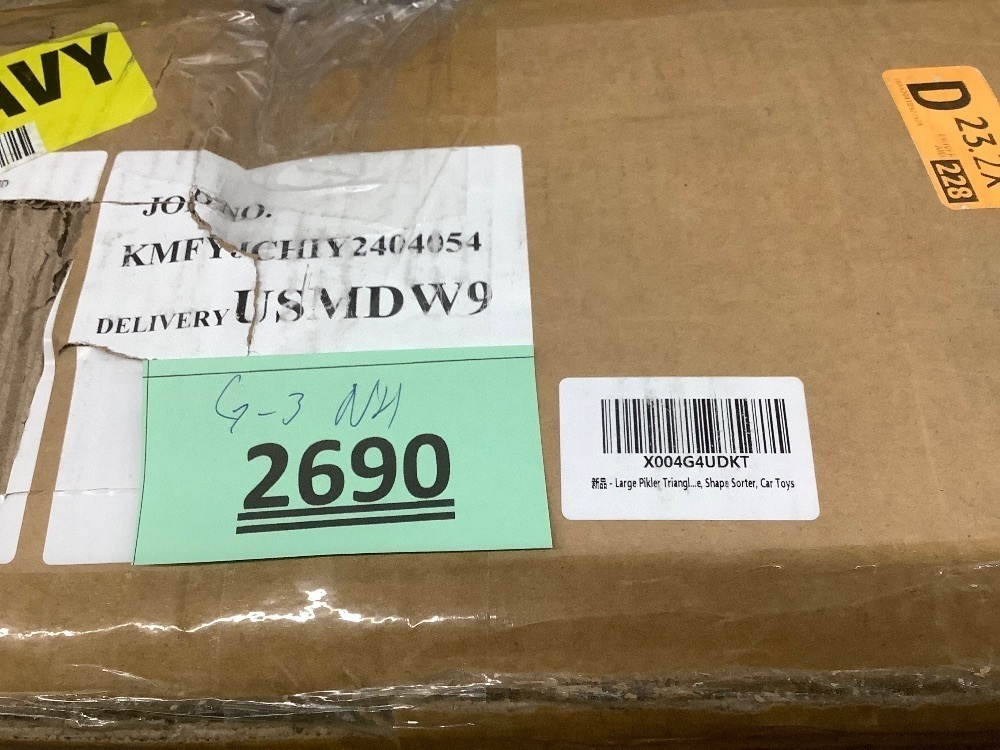 AVY
D 23.2X
228
JOB NO.
KMFYJCHIY2404054
DELIVERY USMDW9
G-3 NH
2690
X004G4UDKT
新品 - Large Pikler Triangl...e, Shape Sorter, Car Toys